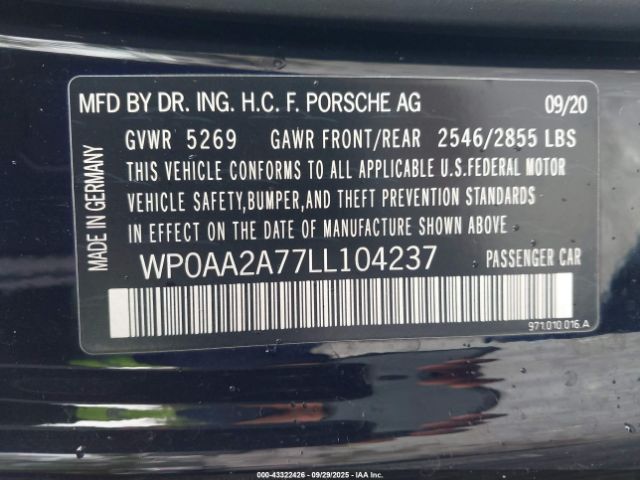 MFD BY DR. ING. H.C. F. PORSCHE AG 09/20
GVWR 5269 GAWR FRONT/REAR 2546/2855 LBS
THIS VEHICLE CONFORMS TO ALL APPLICABLE U.S.FEDERAL MOTOR
VEHICLE SAFETY,BUMPER,AND THEFT PREVENTION STANDARDS
IN EFFECT ON THE DATE OF MANUFACTURE SHOWN ABOVE
MADE IN GERMANY
WP0AA2A77LL104237 PASSENGER CAR
971.010.016.A
000-43322426 - 09/29/2025 - IAA Inc.